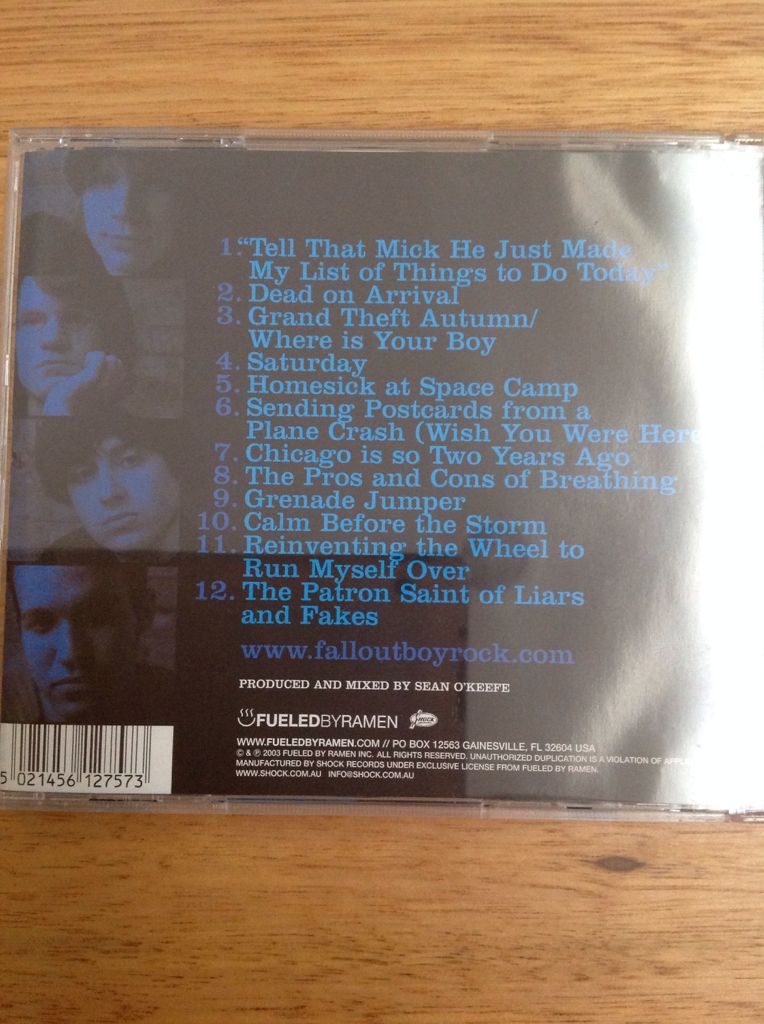 1. “Tell That Mick He Just Made
My List of Things to Do Today”
2. Dead on Arrival
3. Grand Theft Autumn/
Where is Your Boy
4. Saturday
5. Homesick at Space Camp
6. Sending Postcards from a
Plane Crash (Wish You Were Here
7. Chicago is so Two Years Ago
8. The Pros and Cons of Breathing
9. Grenade Jumper
10. Calm Before the Storm
11. Reinventing the Wheel to
Run Myself Over
12. The Patron Saint of Liars
and Fakes
www.falloutboyrock.com
PRODUCED AND MIXED BY SEAN O'KEEFE
FUELEDBYRAMEN SHOCK
WWW.FUELEDBYRAMEN.COM // PO BOX 12563 GAINESVILLE, FL 32604 USA
© & ℗ 2003 FUELED BY RAMEN INC. ALL RIGHTS RESERVED. UNAUTHORIZED DUPLICATION IS A VIOLATION OF
MANUFACTURED BY SHOCK RECORDS UNDER EXCLUSIVE LICENSE FROM FUELED BY RAMEN.
WWW.SHOCK.COM.AU INFO@SHOCK.COM.AU
5 021456 127573